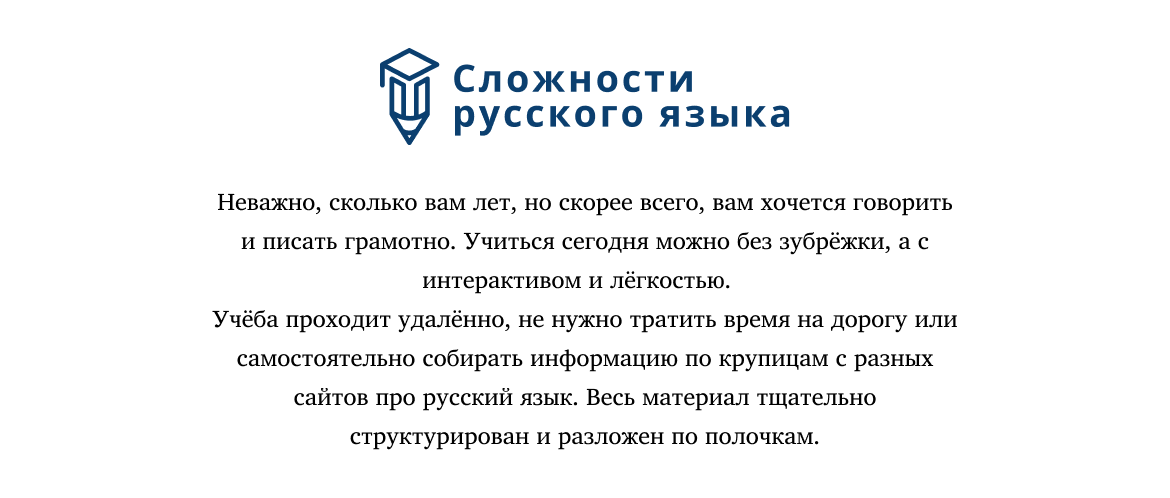 Сложности
русского языка
Неважно, сколько вам лет, но скорее всего, вам хочется говорить
и писать грамотно. Учиться сегодня можно без зубрёжки, а с
интерактивом и лёгкостью.
Учёба проходит удалённо, не нужно тратить время на дорогу или
самостоятельно собирать информацию по крупицам с разных
сайтов про русский язык. Весь материал тщательно
структурирован и разложен по полочкам.